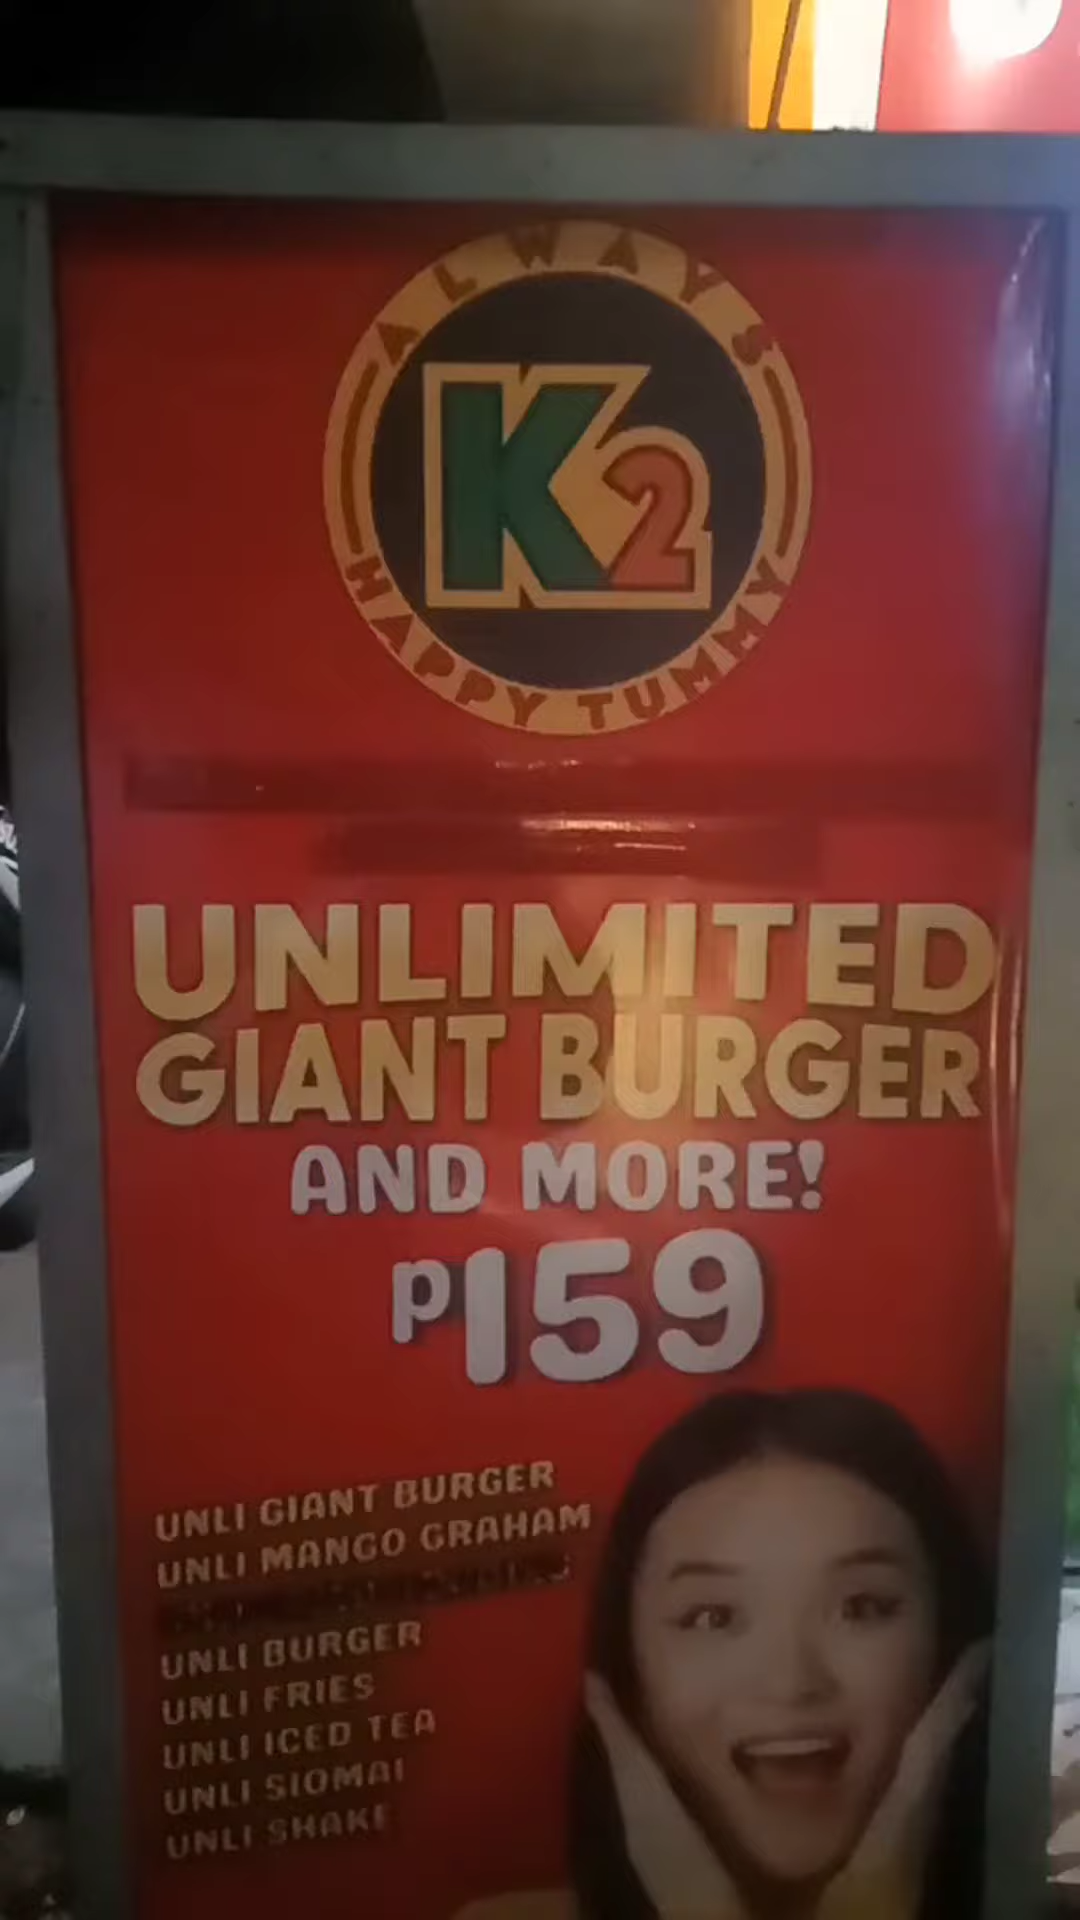 ALWAYS
K2
HAPPY TUMMY
UNLIMITED
GIANT BURGER
AND MORE!
P159
UNLI GIANT BURGER
UNLI MANGO GRAHAM
UNLI BURGER
UNLI FRIES
UNLI ICED TEA
UNLI SIOMAI
UNLI SHAKE